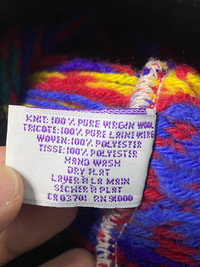 KNIT: 100% PURE VIRGIN WOOL
TRICOTE: 100% PURE LAINE VIERGE
WOVEN: 100% POLYESTER
TISSE: 100% POLYESTER
HAND WASH
DRY FLAT
LAVER A LA MAIN
SECHER A PLAT
CA 03701 RN 91000